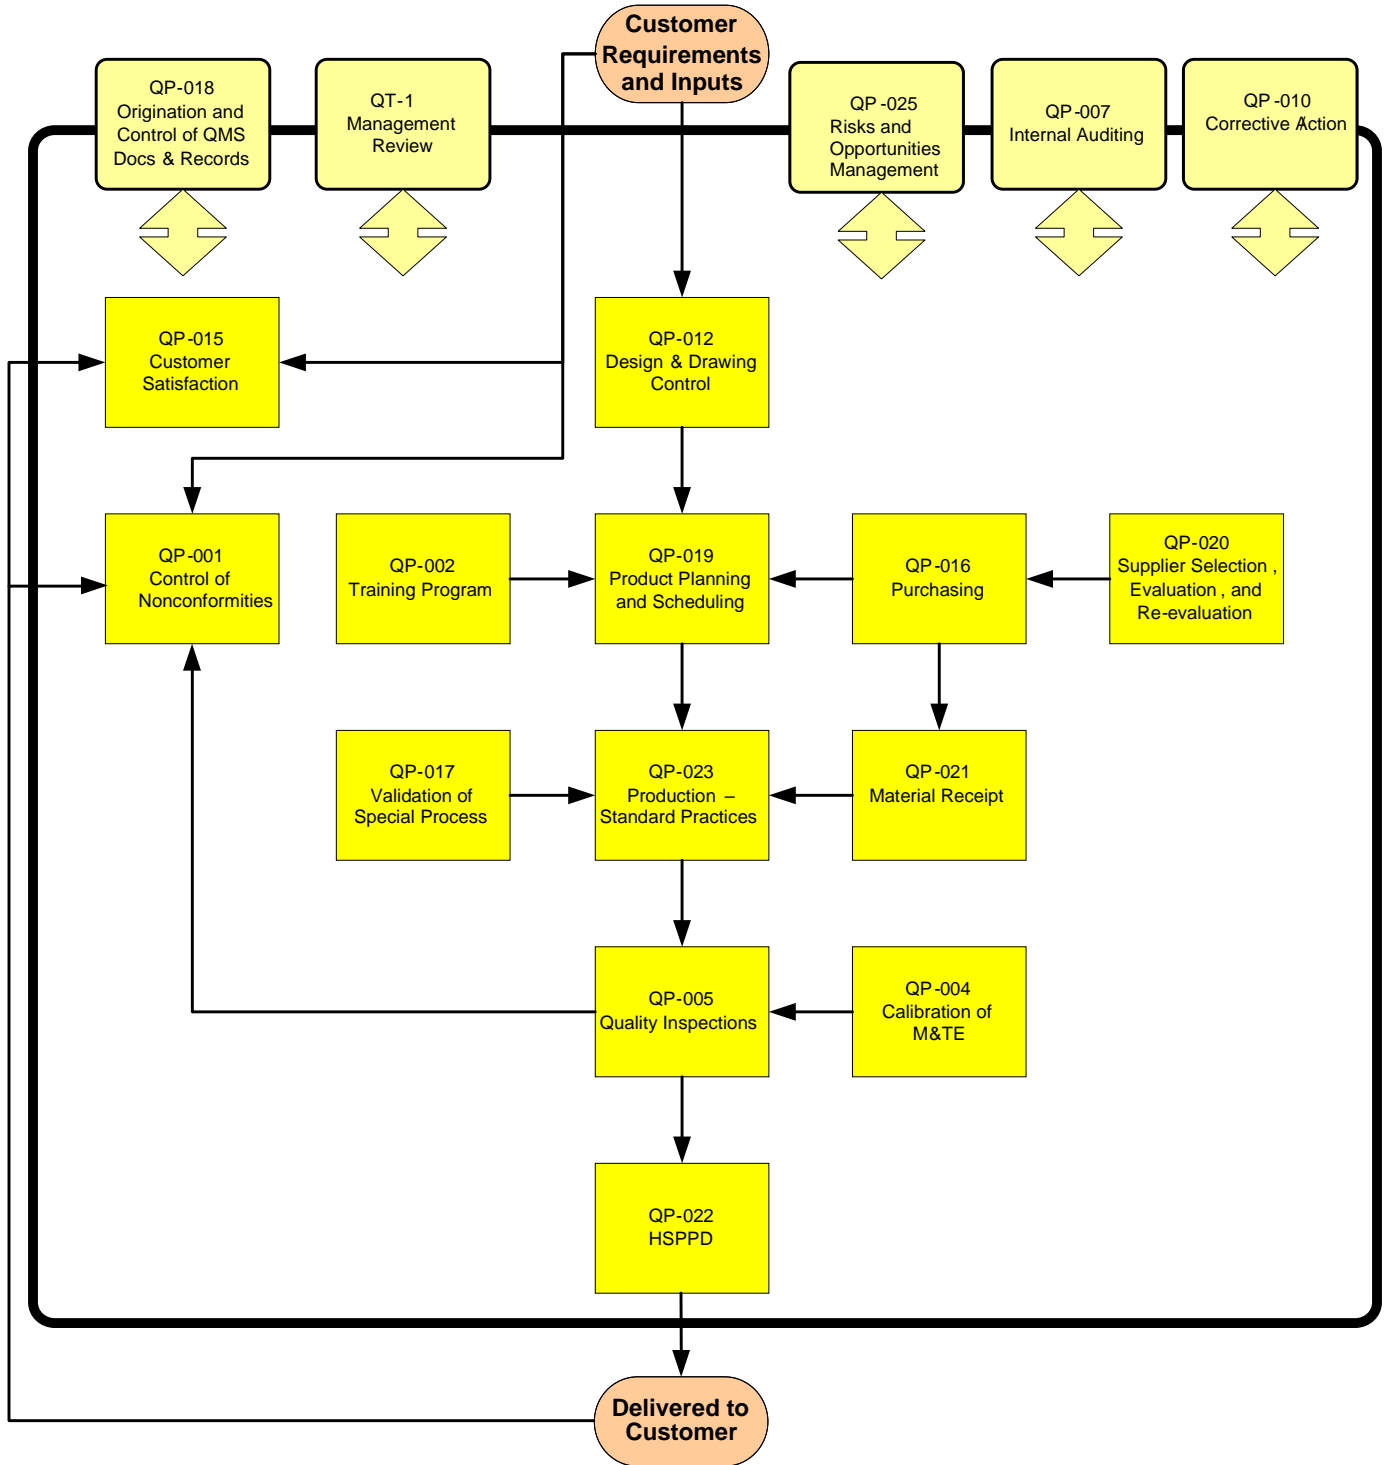 Customer
Requirements
and Inputs
QP-018
Origination and
Control of QMS
Docs & Records
QT-1
Management
Review
QP-025
Risks and
Opportunities
Management
QP-007
Internal Auditing
QP-010
Corrective Action
QP-015
Customer
Satisfaction
QP-012
Design & Drawing
Control
QP-001
Control of
Nonconformities
QP-002
Training Program
QP-019
Product Planning
and Scheduling
QP-016
Purchasing
QP-020
Supplier Selection ,
Evaluation , and
Re-evaluation
QP-017
Validation of
Special Process
QP-023
Production –
Standard Practices
QP-021
Material Receipt
QP-005
Quality Inspections
QP-004
Calibration of
M&TE
QP-022
HSPPD
Delivered to
Customer